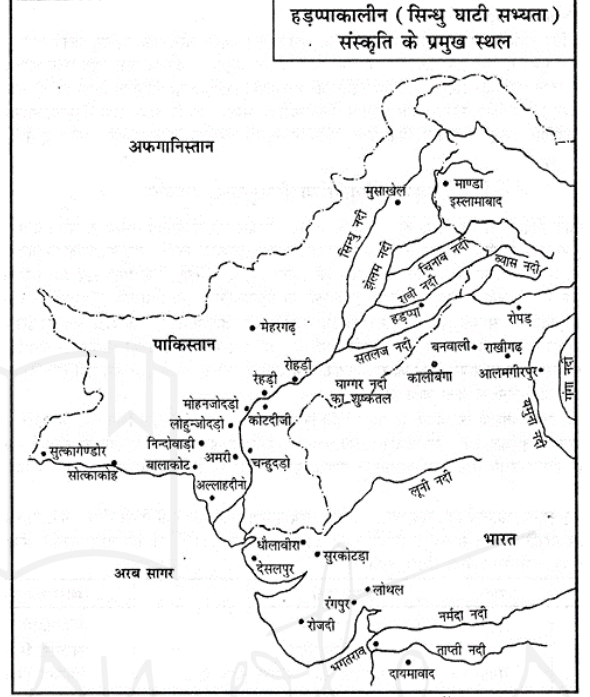 हड़प्पाकालीन ( सिन्धु घाटी सभ्यता )
संस्कृति के प्रमुख स्थल
अफगानिस्तान
मुसाखेल
माण्डा
इस्लामाबाद
सिन्धु नदी
झेलम नदी
चिनाब नदी
व्यास नदी
रावी नदी
हड़प्पा
रोपड़
मेहरगढ़
पाकिस्तान
सतलज नदी
बनवाली
राखीगढ़
कालीबंगा
आलमगीरपुर
गंगा नदी
यमुना नदी
रोहड़ी
रेहड़ी
घाग्गर नदी
का शुष्कतल
मोहनजोदड़ो
कोटदीजी
लोहुन्जोदड़ो
निन्दोवाड़ी
सुत्कागेण्डोर
बालाकोट
अमरी
चन्हुदड़ो
सोत्काकोह
अल्लाहदीनो
लूनी नदी
धौलावीरा
सुरकोटड़ा
देसलपुर
भारत
अरब सागर
लोथल
रंगपुर
रोजदी
नर्मदा नदी
भगतराव
ताप्ती नदी
दायमाबाद